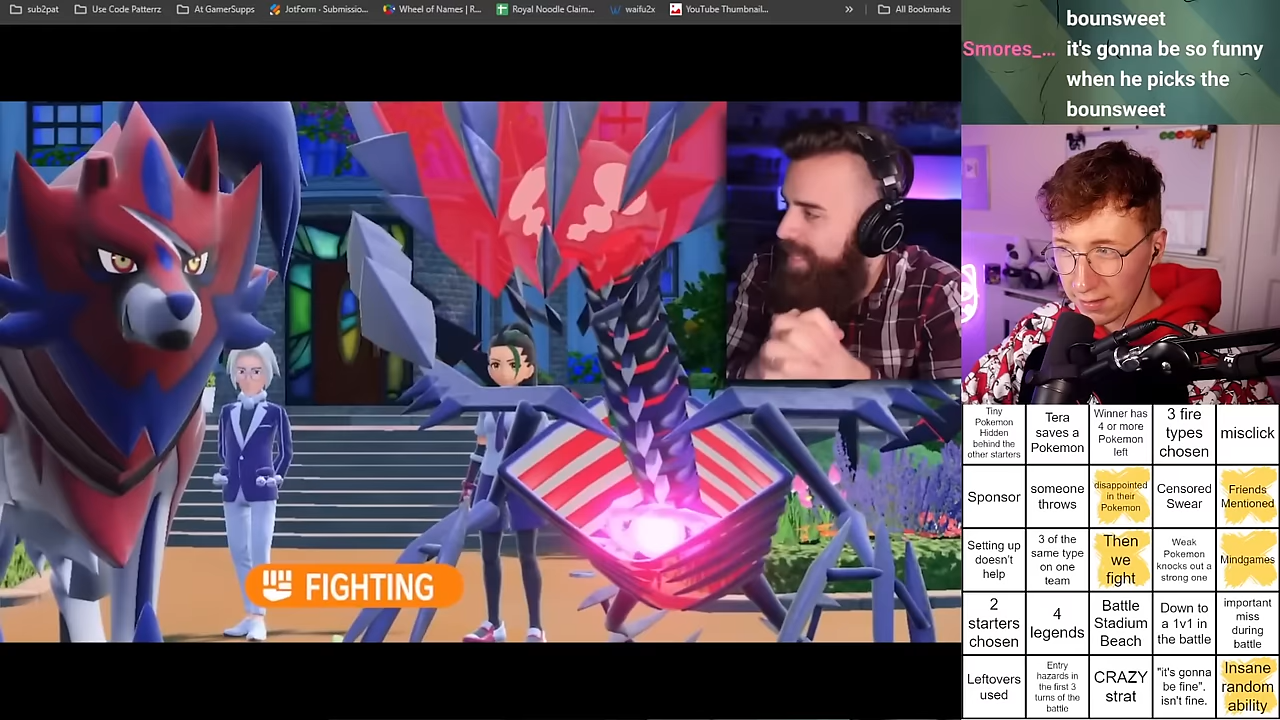 sub2pat
Use Code Patterrz
At GamerSupps
JotForm · Submissio...
Wheel of Names | R...
Royal Noodle Claim...
waifu2x
YouTube Thumbnail...
»
All Bookmarks
bounsweet
Smores_... it's gonna be so funny
when he picks the
bounsweet
FIGHTING
Tiny
Pokemon
Hidden
behind the
other starters
Tera
saves a
Pokemon
Winner has
4 or more
Pokemon
left
3 fire
types
chosen
misclick
Sponsor
someone
throws
disappointed
in their
Pokemon
Censored
Swear
Friends
Mentioned
Setting up
doesn't
help
3 of the
same type
on one
team
Then
we
fight
Weak
Pokemon
knocks out a
strong one
Mindgames
2
starters
chosen
4
legends
Battle
Stadium
Beach
Down to
a 1v1 in
the battle
important
miss
during
battle
Leftovers
used
Entry
hazards in
the first 3
turns of the
battle
CRAZY
strat
"it's gonna
be fine".
isn't fine.
Insane
random
ability